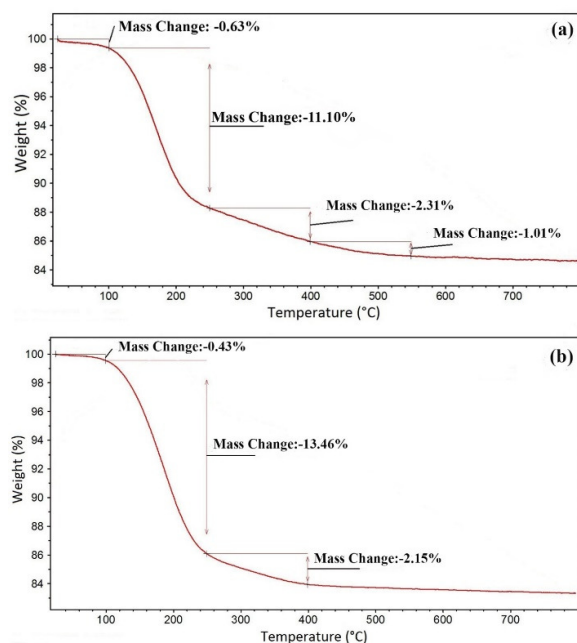 (a)
Mass Change: -0.63%
Mass Change:-11.10%
Mass Change:-2.31%
Mass Change:-1.01%
Weight (%)
100
98
96
94
92
90
88
86
84
100 200 300 400 500 600 700
Temperature (°C)
(b)
Mass Change:-0.43%
Mass Change:-13.46%
Mass Change:-2.15%
Weight (%)
100
98
96
94
92
90
88
86
84
100 200 300 400 500 600 700
Temperature (°C)